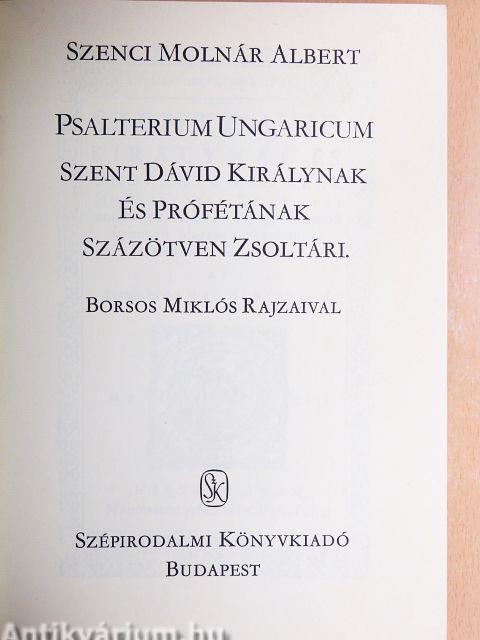 SZENCI MOLNÁR ALBERT
PSALTERIUM UNGARICUM
SZENT DÁVID KIRÁLYNAK
ÉS PRÓFÉTÁNAK
SZÁZÖTVEN ZSOLTÁRI.
BORSOS MIKLÓS RAJZAIVAL
SK
SZÉPIRODALMI KÖNYVKIADÓ
BUDAPEST
Antikvárium.hu